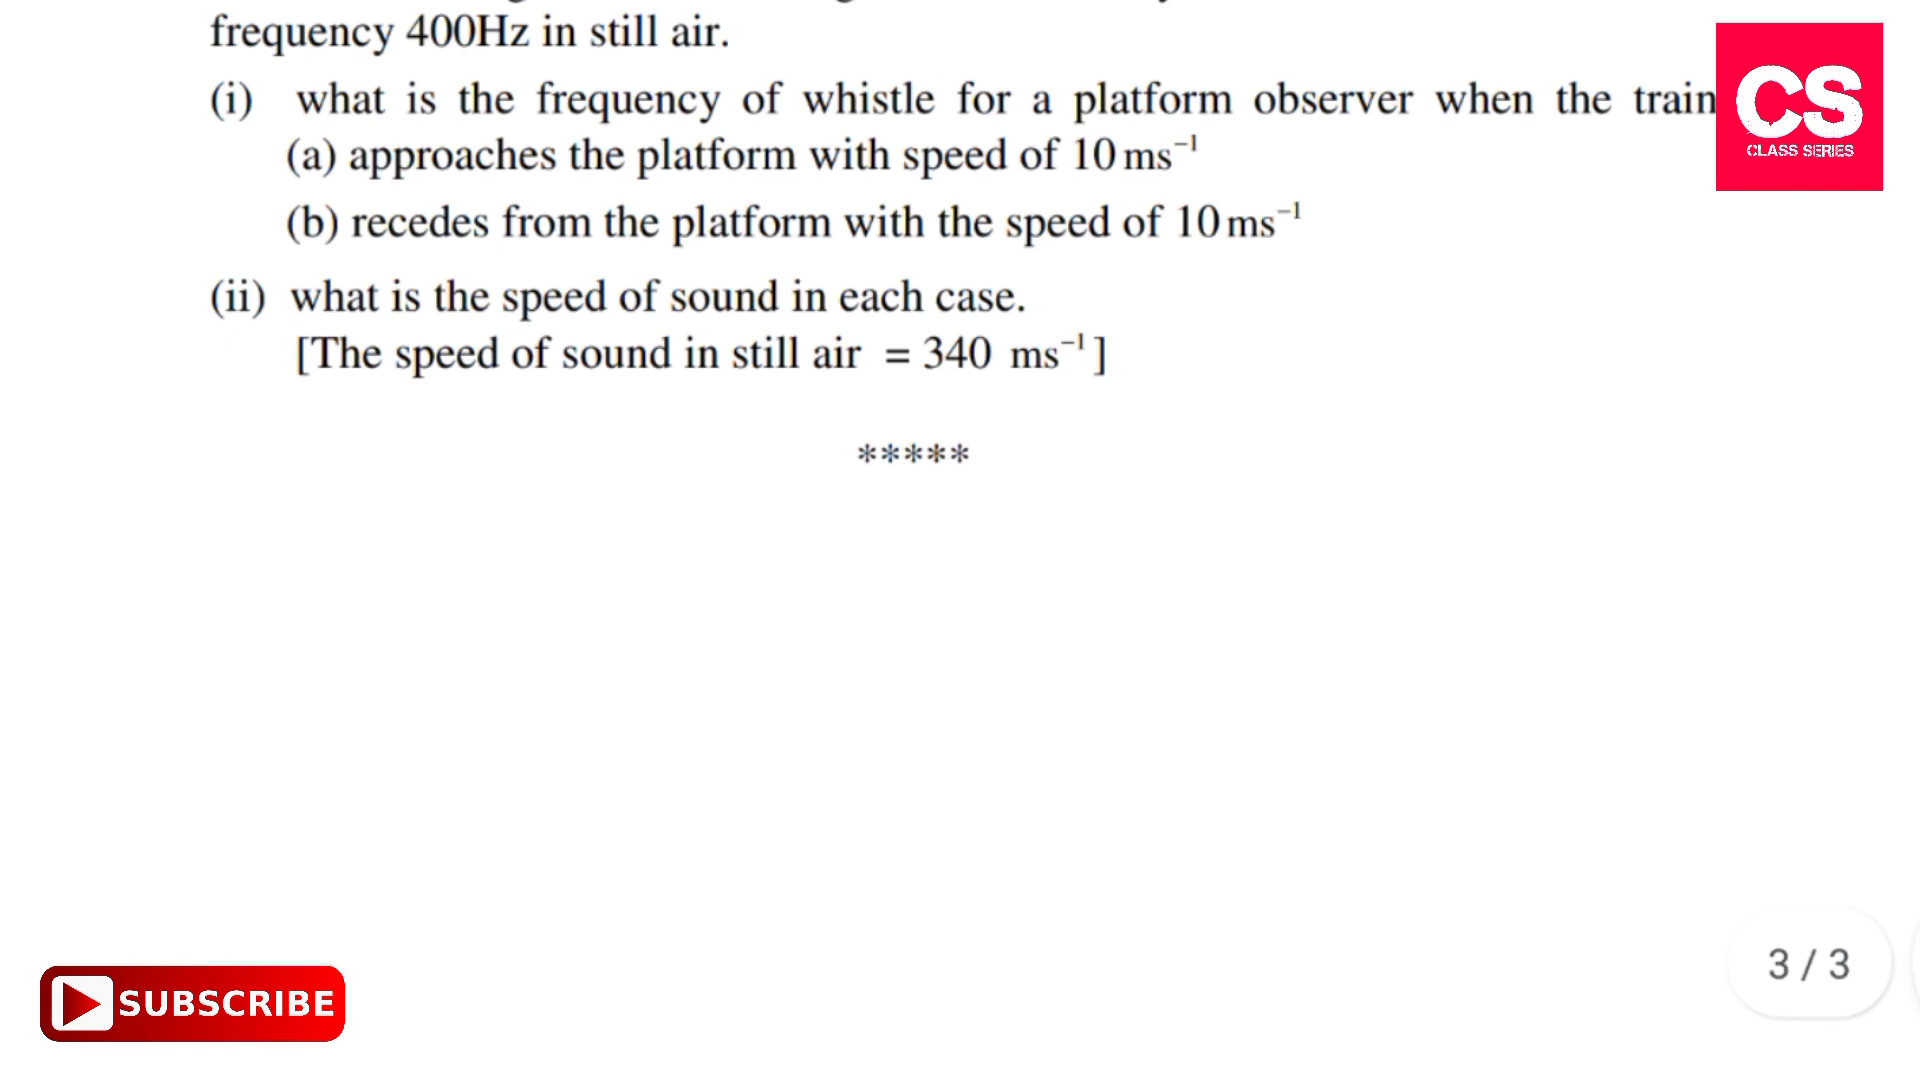 frequency 400Hz in still air.
(i) what is the frequency of whistle for a platform observer when the train
CS
CLASS SERIES
(a) approaches the platform with speed of 10 ms⁻¹
(b) recedes from the platform with the speed of 10 ms⁻¹
(ii) what is the speed of sound in each case.
[The speed of sound in still air = 340 ms⁻¹]
*****
3 / 3
SUBSCRIBE